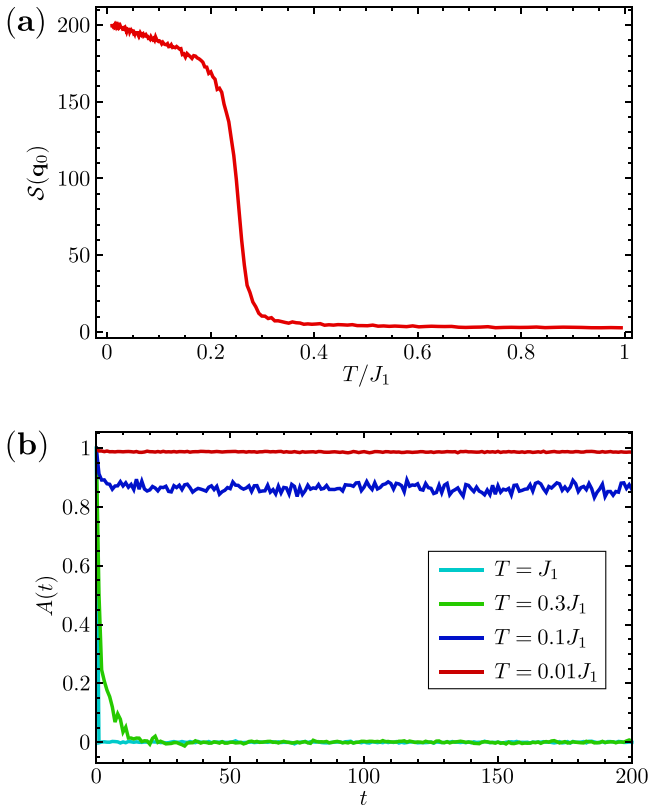 (a)
200
150
100
50
0
S(q₀)
0 0.2 0.4 0.6 0.8 1
T/J₁
(b)
1
0.8
0.6
0.4
0.2
0
A(t)
T = J₁
T = 0.3J₁
T = 0.1J₁
T = 0.01J₁
0 50 100 150 200
t